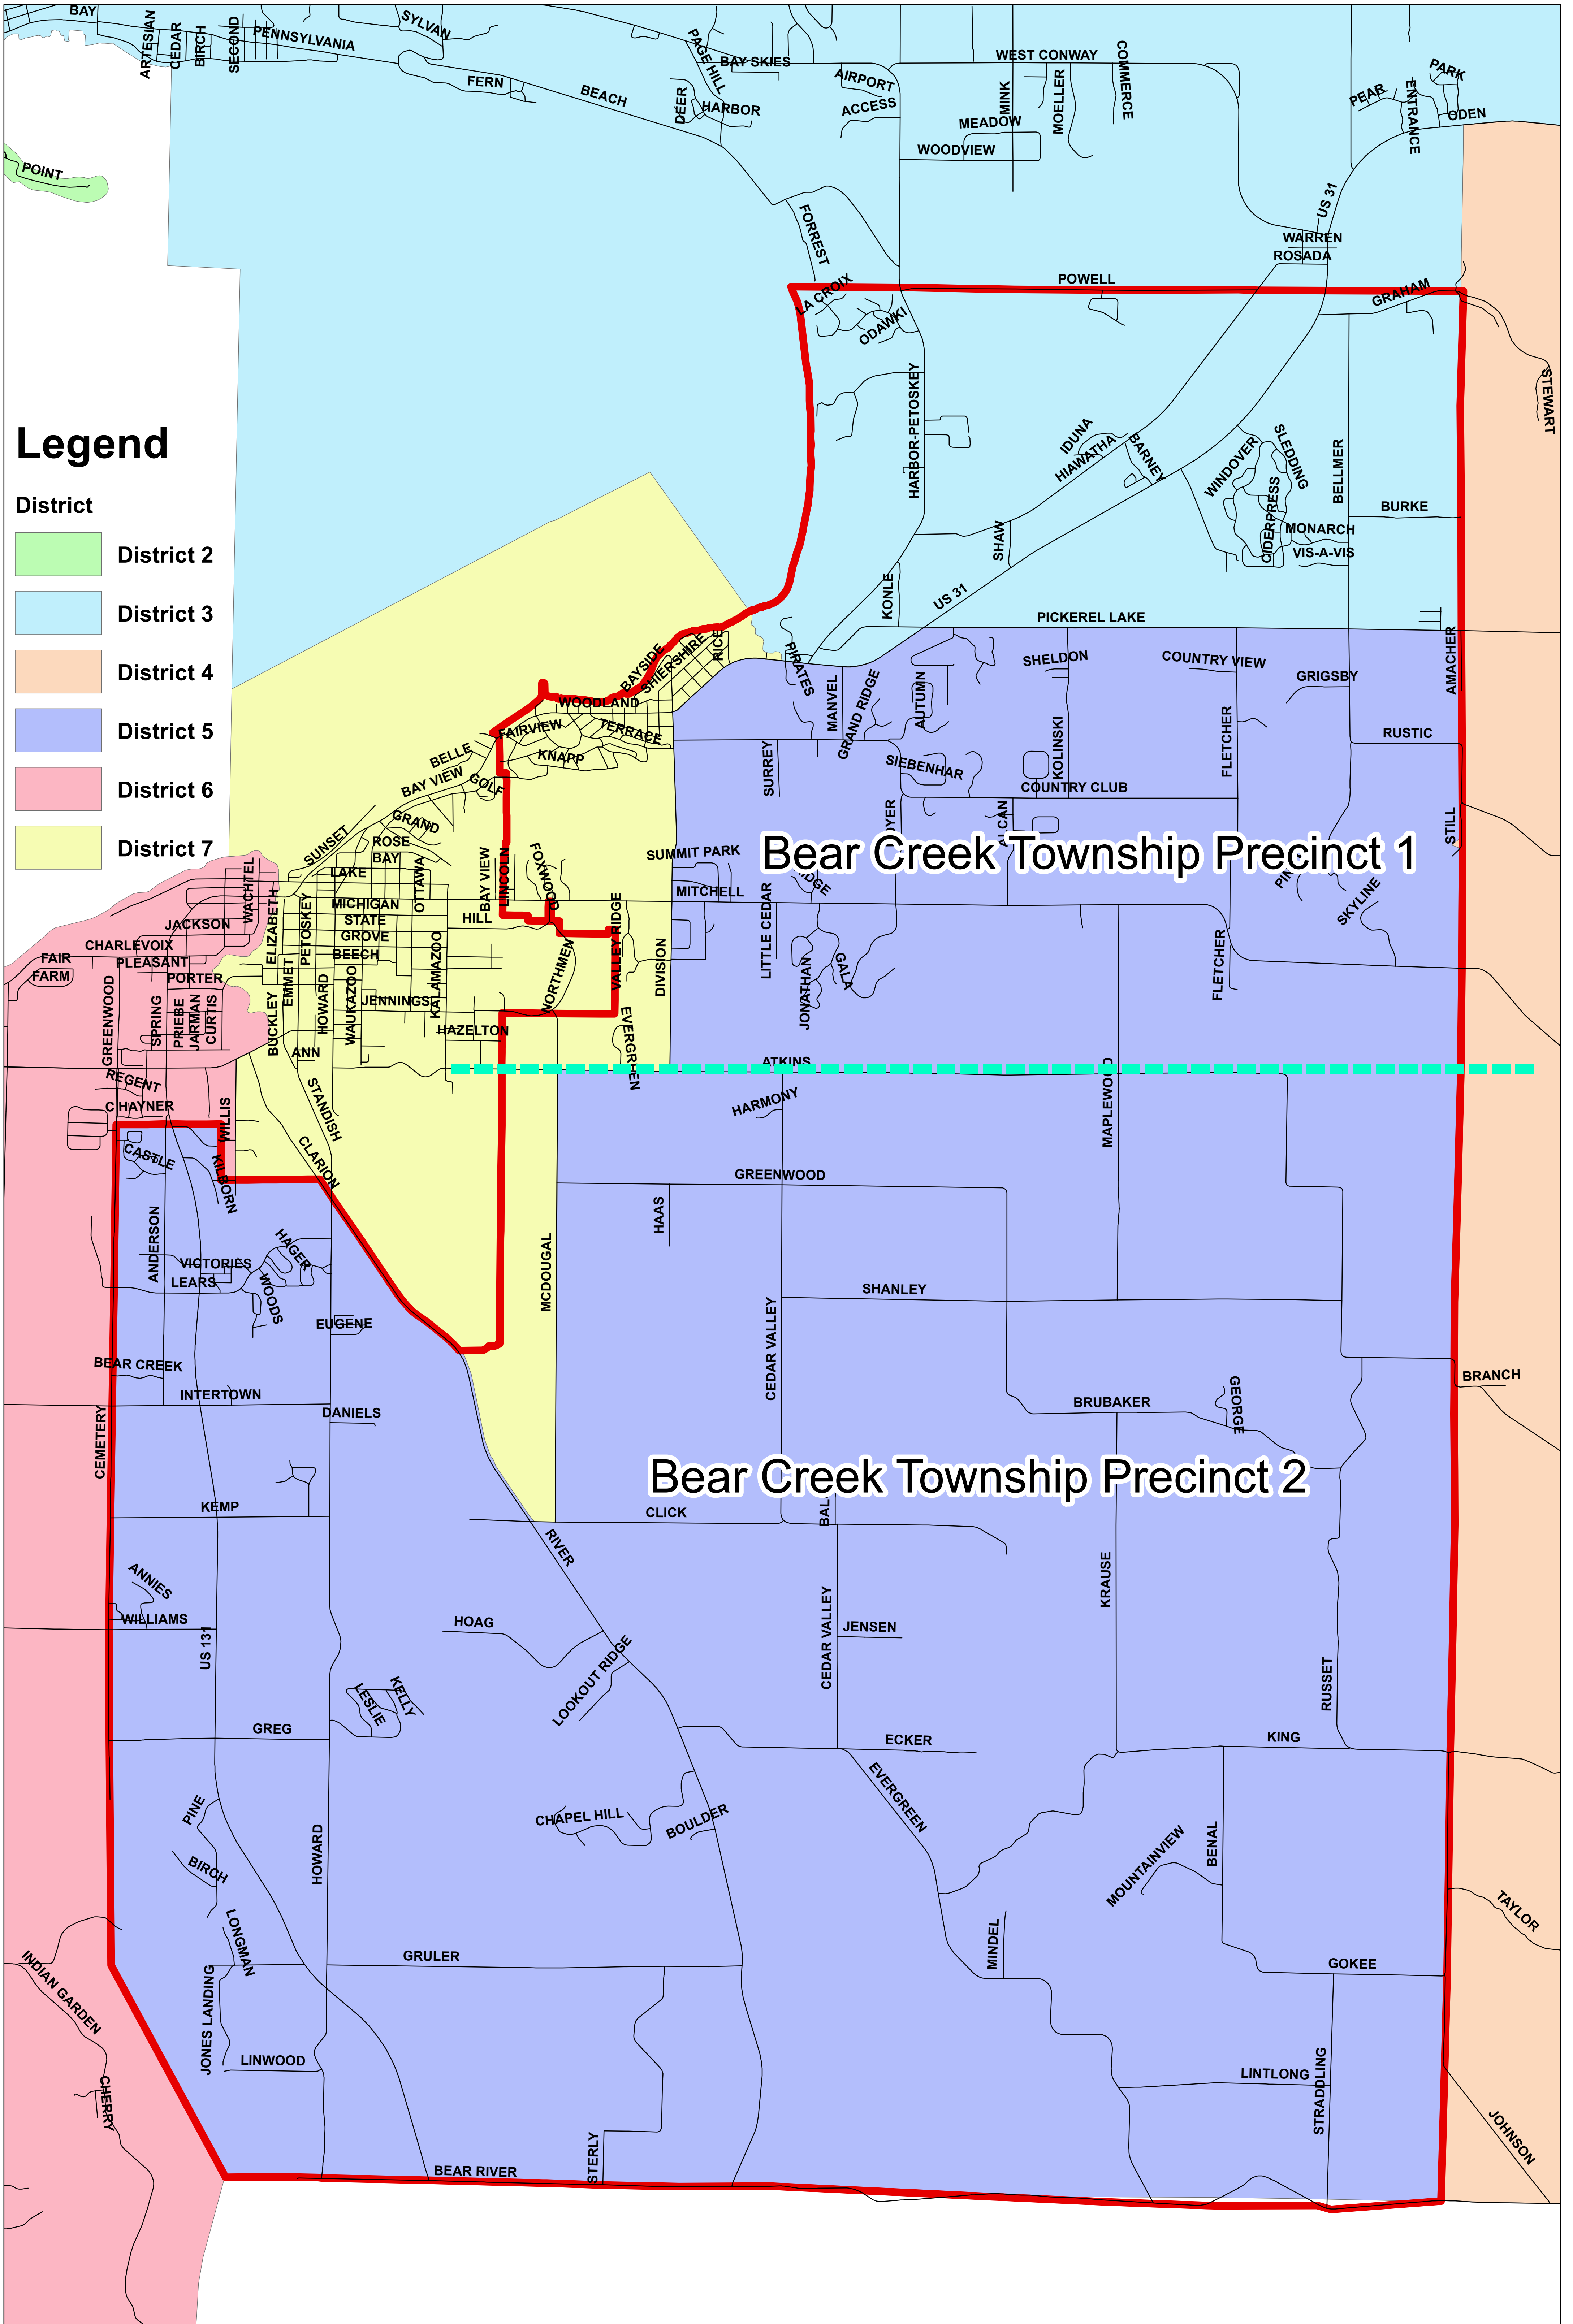 BAY
ARTESIAN
CEDAR
BIRCH
SECOND
PENNSYLVANIA
SYLVAN
FERN
BEACH
PAGE HILL
BAY SKIES
DEER
HARBOR
AIRPORT
ACCESS
WEST CONWAY
MINK
MOELLER
COMMERCE
MEADOW
WOODVIEW
PEAR
ENTRANCE
PARK
ODEN
POINT
FORREST
US 31
WARREN
ROSADA
POWELL
GRAHAM
LA CROIX
ODAWKI
STEWART
HARBOR-PETOSKEY
IDUNA
HIAWATHA
BARNEY
WINDOVER
SLEDDING
CIDERPRESS
BELLMER
BURKE
MONARCH
VIS-A-VIS
SHAW
KONLE
US 31
PICKEREL LAKE
Legend
District
District 2
District 3
District 4
District 5
District 6
District 7
RICE
BAYSIDE
SHIERSHIRE
PIRATES
WOODLAND
FAIRVIEW
TERRACE
KNAPP
BELLE
BAY VIEW
GOLF
MANVEL
GRAND RIDGE
AUTUMN
SHELDON
COUNTRY VIEW
GRIGSBY
AMACHER
RUSTIC
SURREY
SIEBENHAR
KOLINSKI
FLETCHER
COUNTRY CLUB
STILL
Bear Creek Township Precinct 1
SUNSET
GRAND
ROSE
BAY
LAKE
OTTAWA
BAY VIEW
LINCOLN
FOXWOOD
SUMMIT PARK
MITCHELL
SKYLINE
WACHTEL
ELIZABETH
PETOSKEY
MICHIGAN
STATE
GROVE
BEECH
HILL
JACKSON
CHARLEVOIX
FAIR
FARM
PLEASANT
PORTER
VALLEY RIDGE
DIVISION
LITTLE CEDAR
JONATHAN
GALA
FLETCHER
EMMET
HOWARD
WAUKAZOO
JENNINGS
KALAMAZOO
NORTHMEN
GREENWOOD
SPRING
PRIEBE
JARMAN
CURTIS
BUCKLEY
HAZELTON
EVERGREEN
ANN
ATKINS
REGENT
C HAYNER
WILLIS
STANDISH
CLARION
HARMONY
MAPLEWOOD
CASTLE
KILBORN
GREENWOOD
HAAS
ANDERSON
VICTORIES
HAGER
LEARS
WOODS
MCDOUGAL
SHANLEY
EUGENE
CEDAR VALLEY
BEAR CREEK
INTERTOWN
DANIELS
BRUBAKER
GEORGE
BRANCH
CEMETERY
Bear Creek Township Precinct 2
KEMP
CLICK
RIVER
KRAUSE
ANNIES
WILLIAMS
US 131
HOAG
LOOKOUT RIDGE
CEDAR VALLEY
JENSEN
RUSSET
LESLIE
KELLY
GREG
ECKER
KING
PINE
BIRCH
HOWARD
CHAPEL HILL
BOULDER
EVERGREEN
MOUNTAINVIEW
BENAL
TAYLOR
LONGMAN
MINDEL
GRULER
GOKEE
INDIAN GARDEN
JONES LANDING
LINWOOD
LINTLONG
STRADDLING
CHERRY
JOHNSON
BEAR RIVER
STERLY